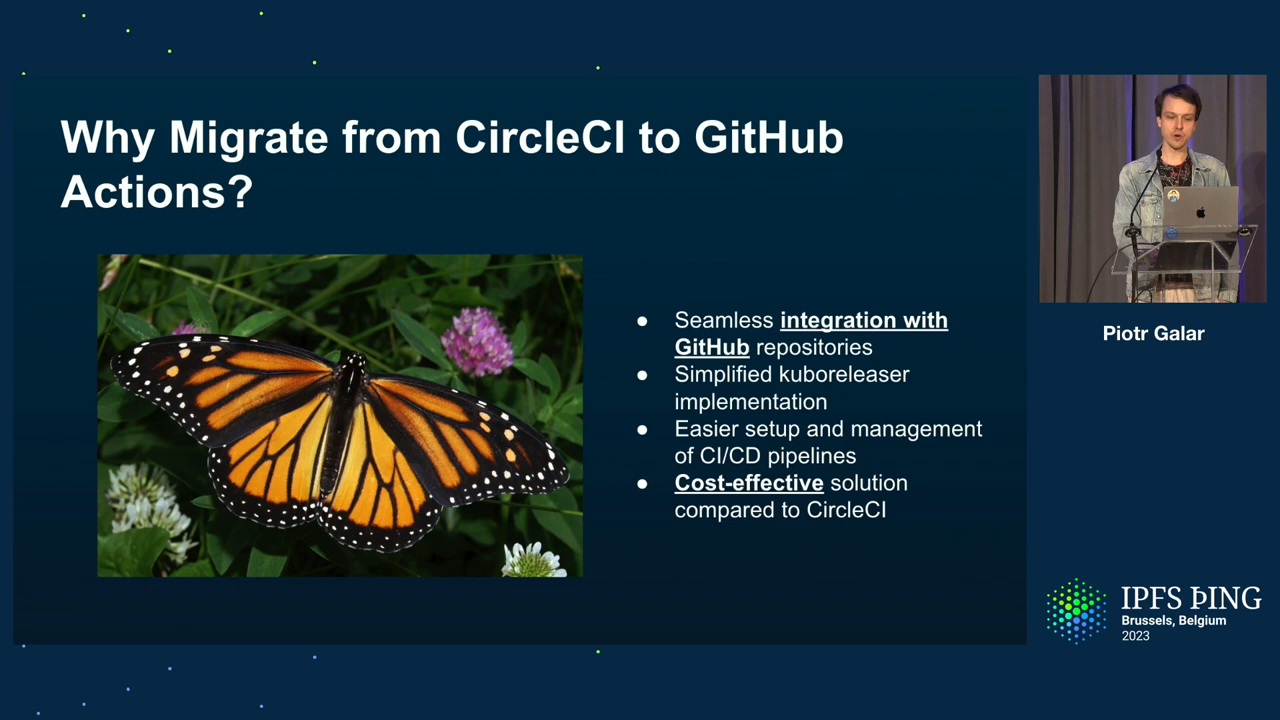 Why Migrate from CircleCI to GitHub
Actions?
● Seamless integration with
GitHub repositories
● Simplified kuboreleaser
implementation
● Easier setup and management
of CI/CD pipelines
● Cost-effective solution
compared to CircleCI
Piotr Galar
IPFS ÞING
Brussels, Belgium
2023